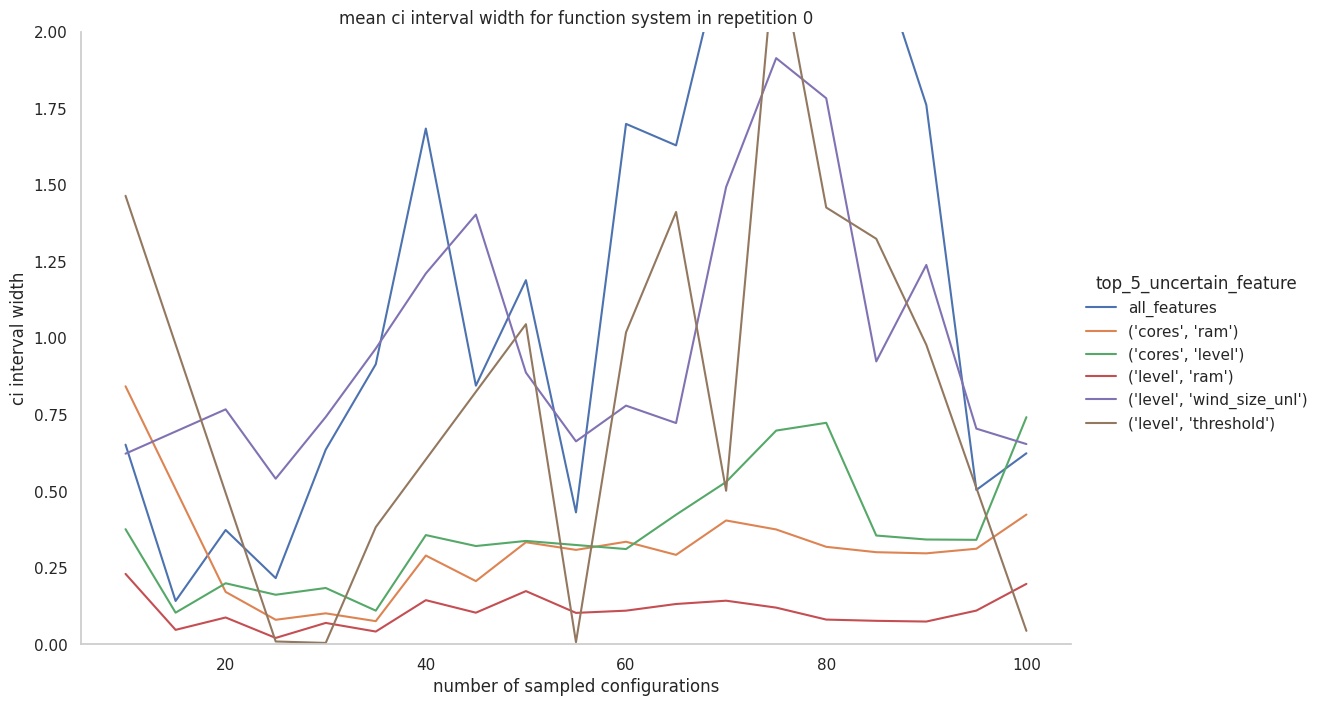 mean ci interval width for function system in repetition 0
2.00
1.75
1.50
1.25
1.00
0.75
0.50
0.25
0.00
ci interval width
20
40
60
80
100
number of sampled configurations
top_5_uncertain_feature
all_features
('cores', 'ram')
('cores', 'level')
('level', 'ram')
('level', 'wind_size_unl')
('level', 'threshold')